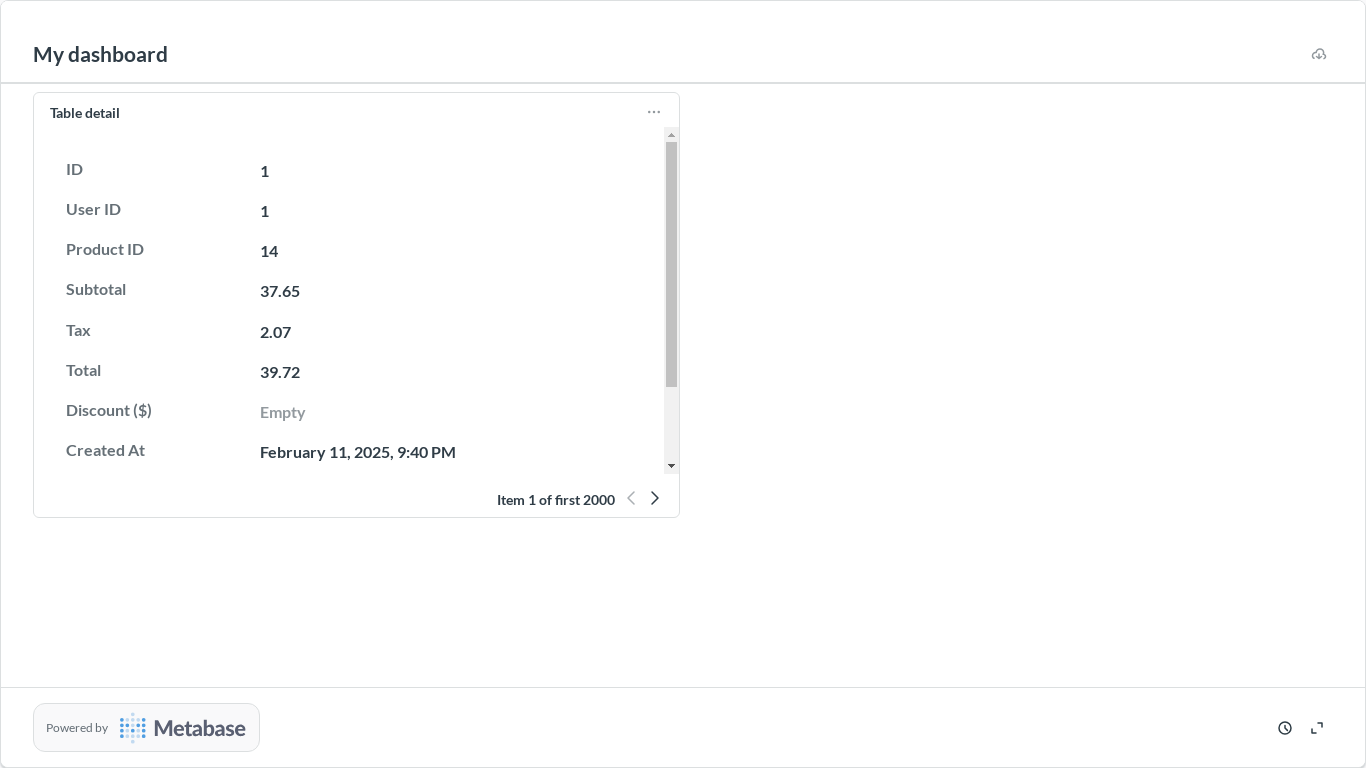 My dashboard
Table detail
ID 1
User ID 1
Product ID 14
Subtotal 37.65
Tax 2.07
Total 39.72
Discount ($) Empty
Created At February 11, 2025, 9:40 PM
Item 1 of first 2000
Powered by Metabase